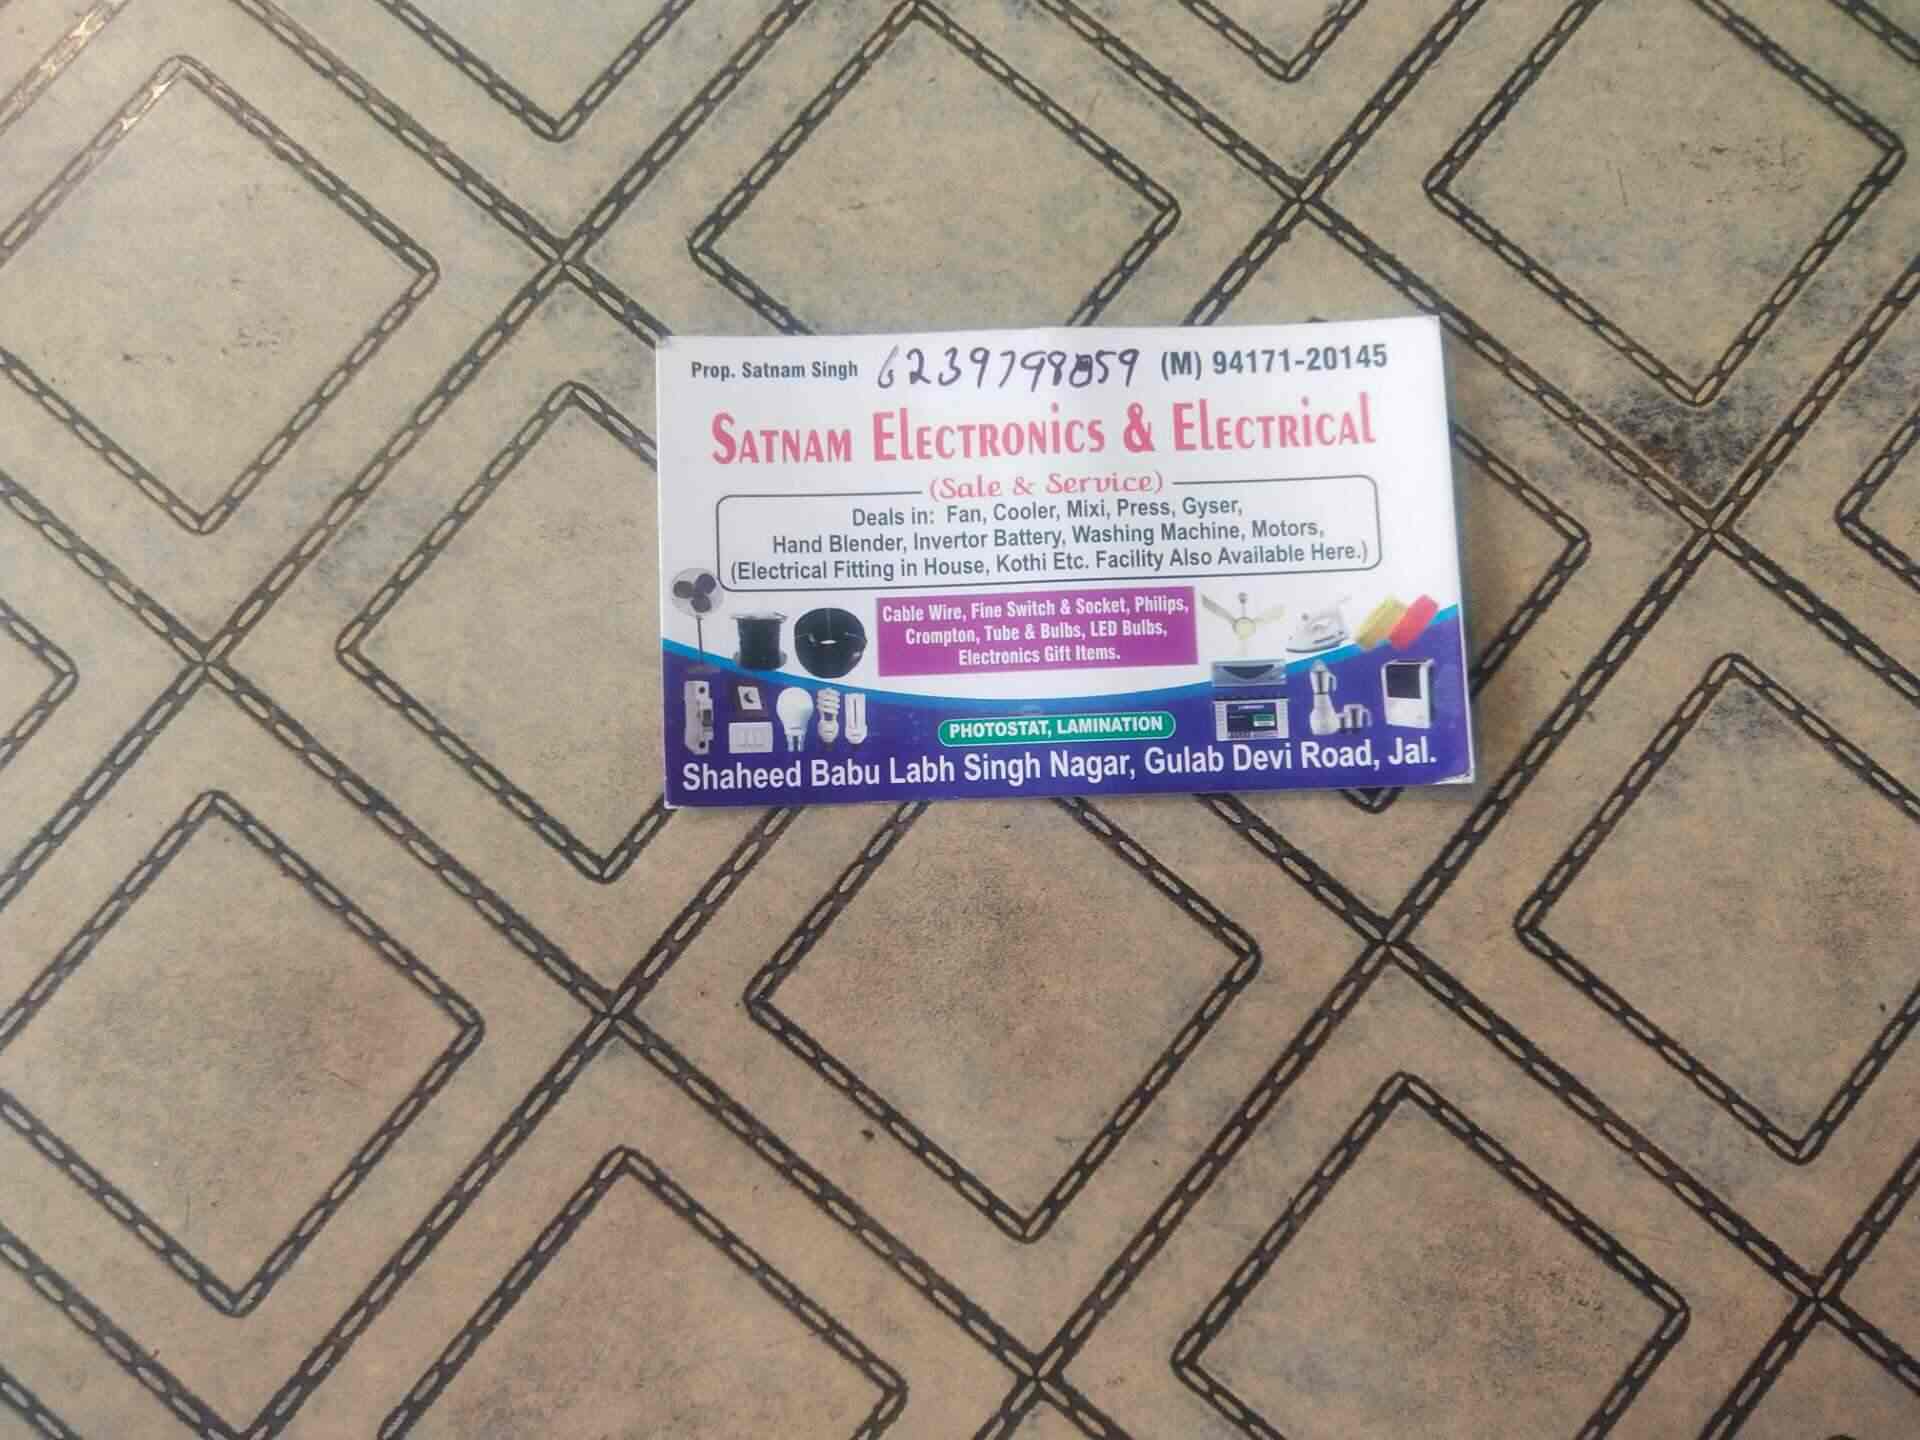 Prop. Satnam Singh 6239798859 (M) 94171-20145
SATNAM ELECTRONICS & ELECTRICAL
(Sale & Service)
Deals in: Fan, Cooler, Mixi, Press, Gyser,
Hand Blender, Invertor Battery, Washing Machine, Motors,
(Electrical Fitting in House, Kothi Etc. Facility Also Available Here.)
Cable Wire, Fine Switch & Socket, Philips,
Crompton, Tube & Bulbs, LED Bulbs,
Electronics Gift Items.
PHOTOSTAT, LAMINATION
Shaheed Babu Labh Singh Nagar, Gulab Devi Road, Jal.